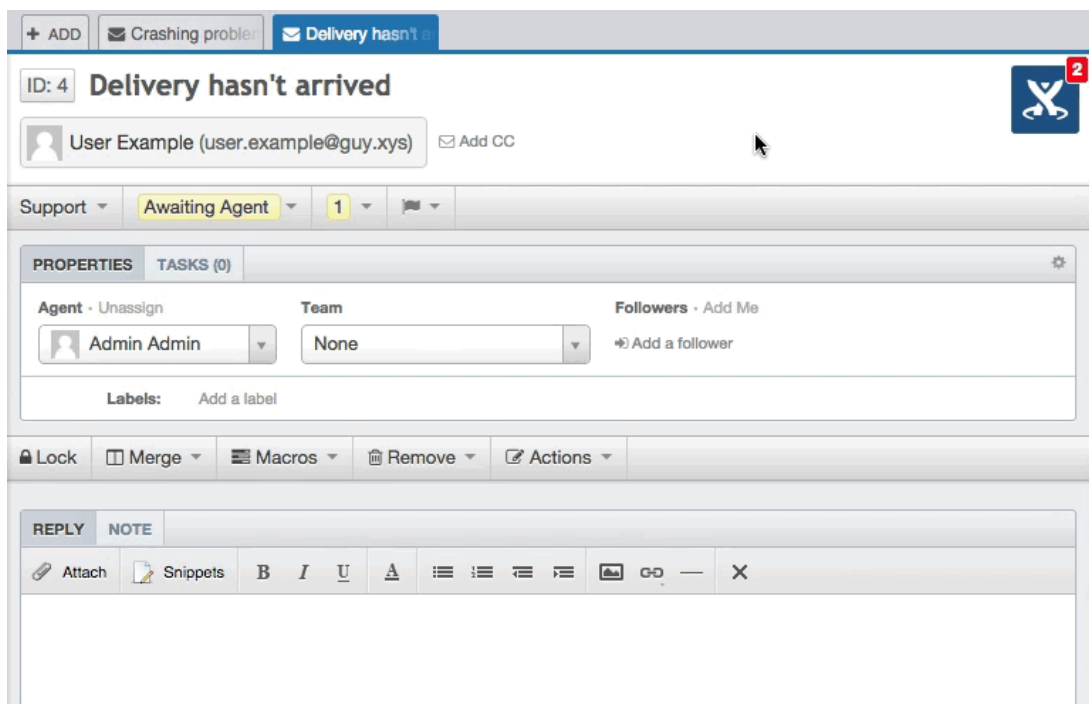 + ADD Crashing problem Delivery hasn't a
ID: 4 Delivery hasn't arrived
2
User Example (user.example@guy.xys) Add CC
Support Awaiting Agent 1
PROPERTIES TASKS (0)
Agent · Unassign Team Followers · Add Me
Admin Admin None Add a follower
Labels: Add a label
Lock Merge Macros Remove Actions
REPLY NOTE
Attach Snippets B I U A